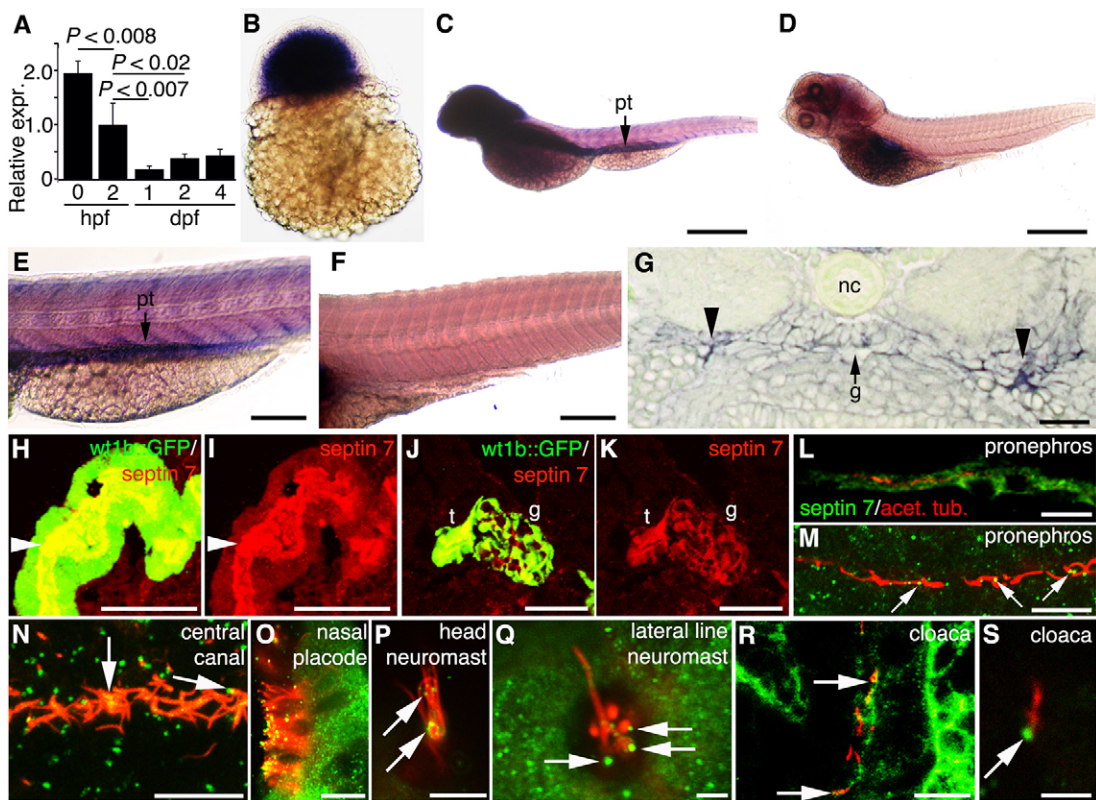 A
P < 0.008
P < 0.02
P < 0.007
Relative expr.
2.0
1.0
0
0 2 1 2 4
hpf dpf
B
C
pt
D
E
pt
F
G
nc
g
H
wt1b::GFP/
septin 7
I
septin 7
J
wt1b::GFP/
septin 7
t
g
K
septin 7
t
g
L
pronephros
septin 7/acet. tub.
M
pronephros
N
central
canal
O
nasal
placode
P
head
neuromast
Q
lateral line
neuromast
R
cloaca
S
cloaca